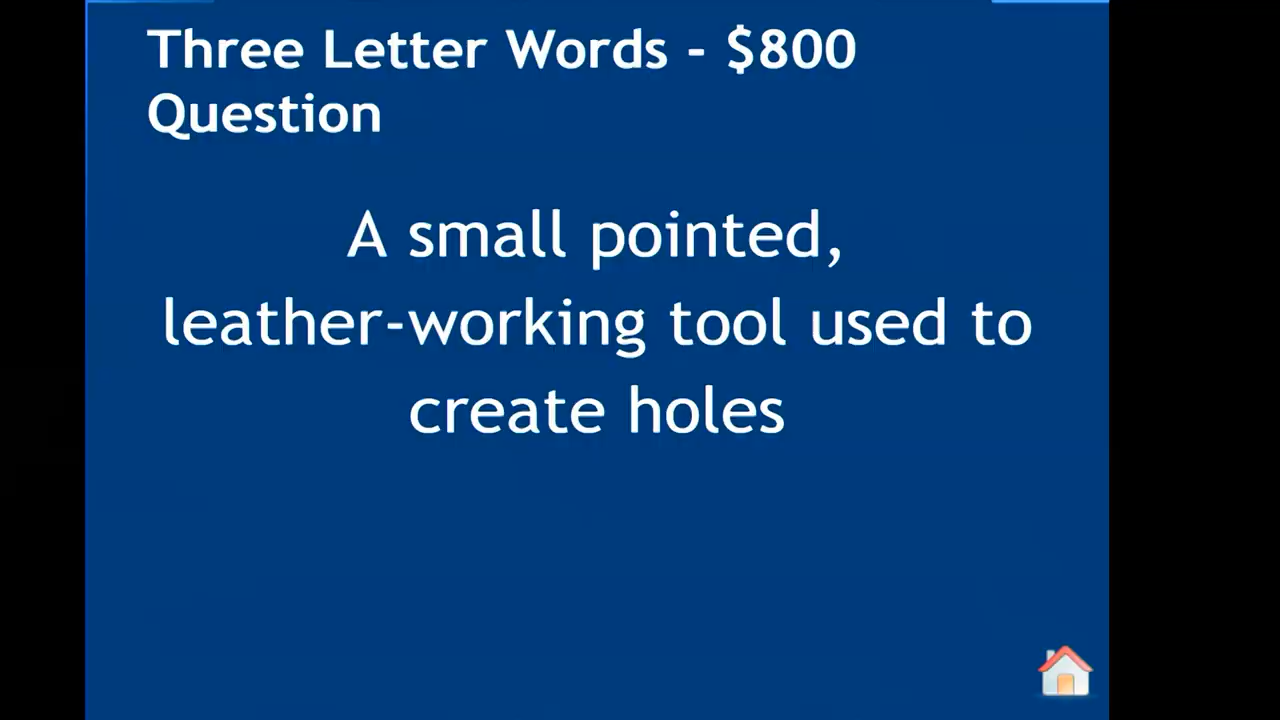 Three Letter Words - $800
Question
A small pointed,
leather-working tool used to
create holes